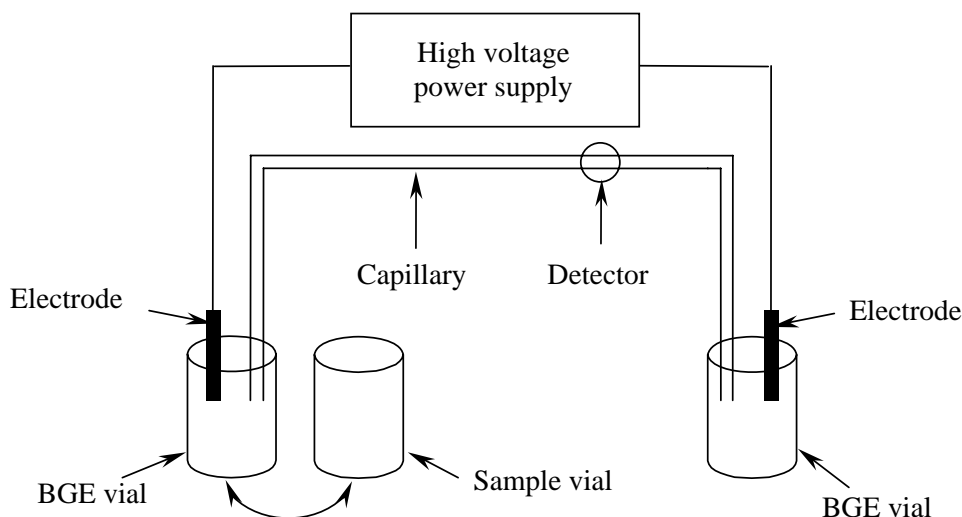 High voltage
power supply
Capillary
Detector
Electrode
Electrode
BGE vial
Sample vial
BGE vial